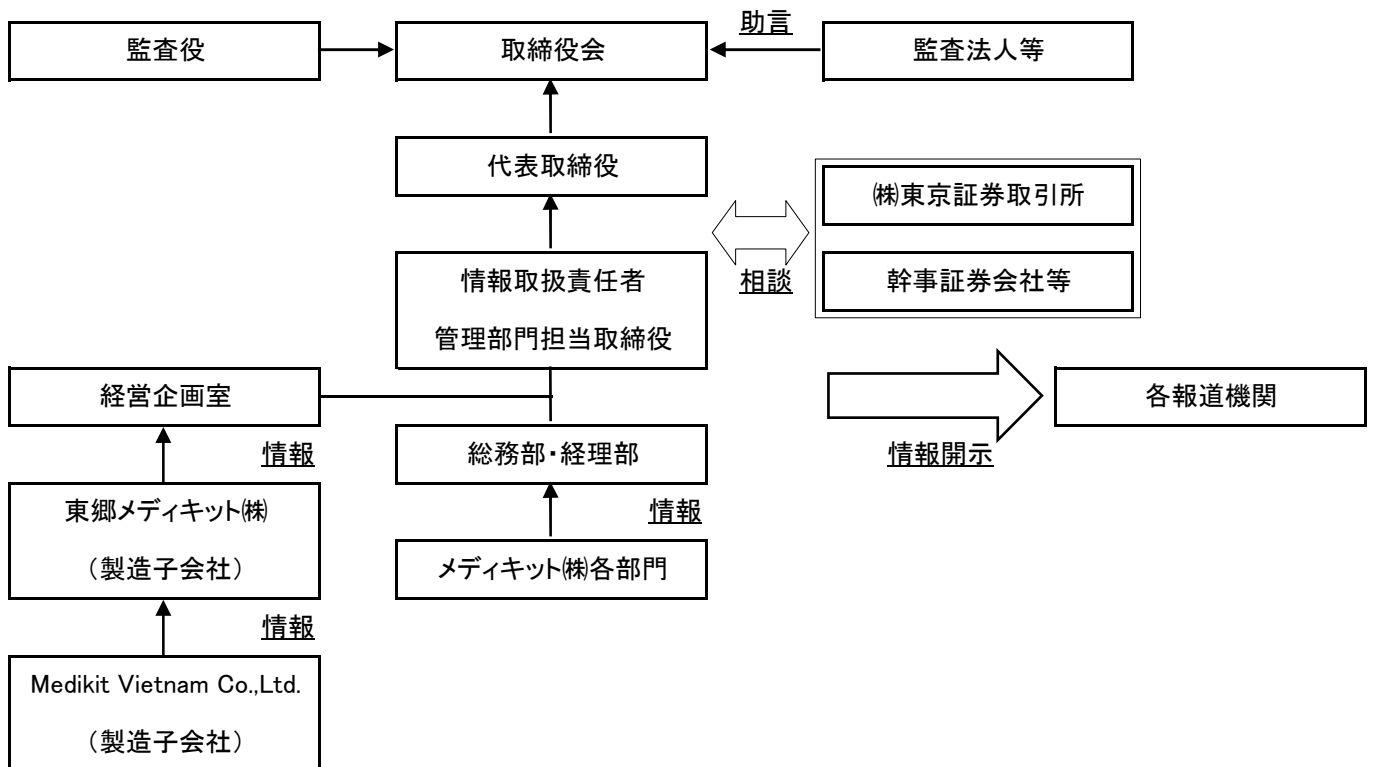 助言
監査役
取締役会
監査法人等
代表取締役
㈱東京証券取引所
情報取扱責任者
管理部門担当取締役
相談
幹事証券会社等
経営企画室
各報道機関
情報
総務部・経理部
情報開示
東郷メディキット㈱
（製造子会社）
情報
メディキット㈱各部門
情報
Medikit Vietnam Co.,Ltd.
（製造子会社）